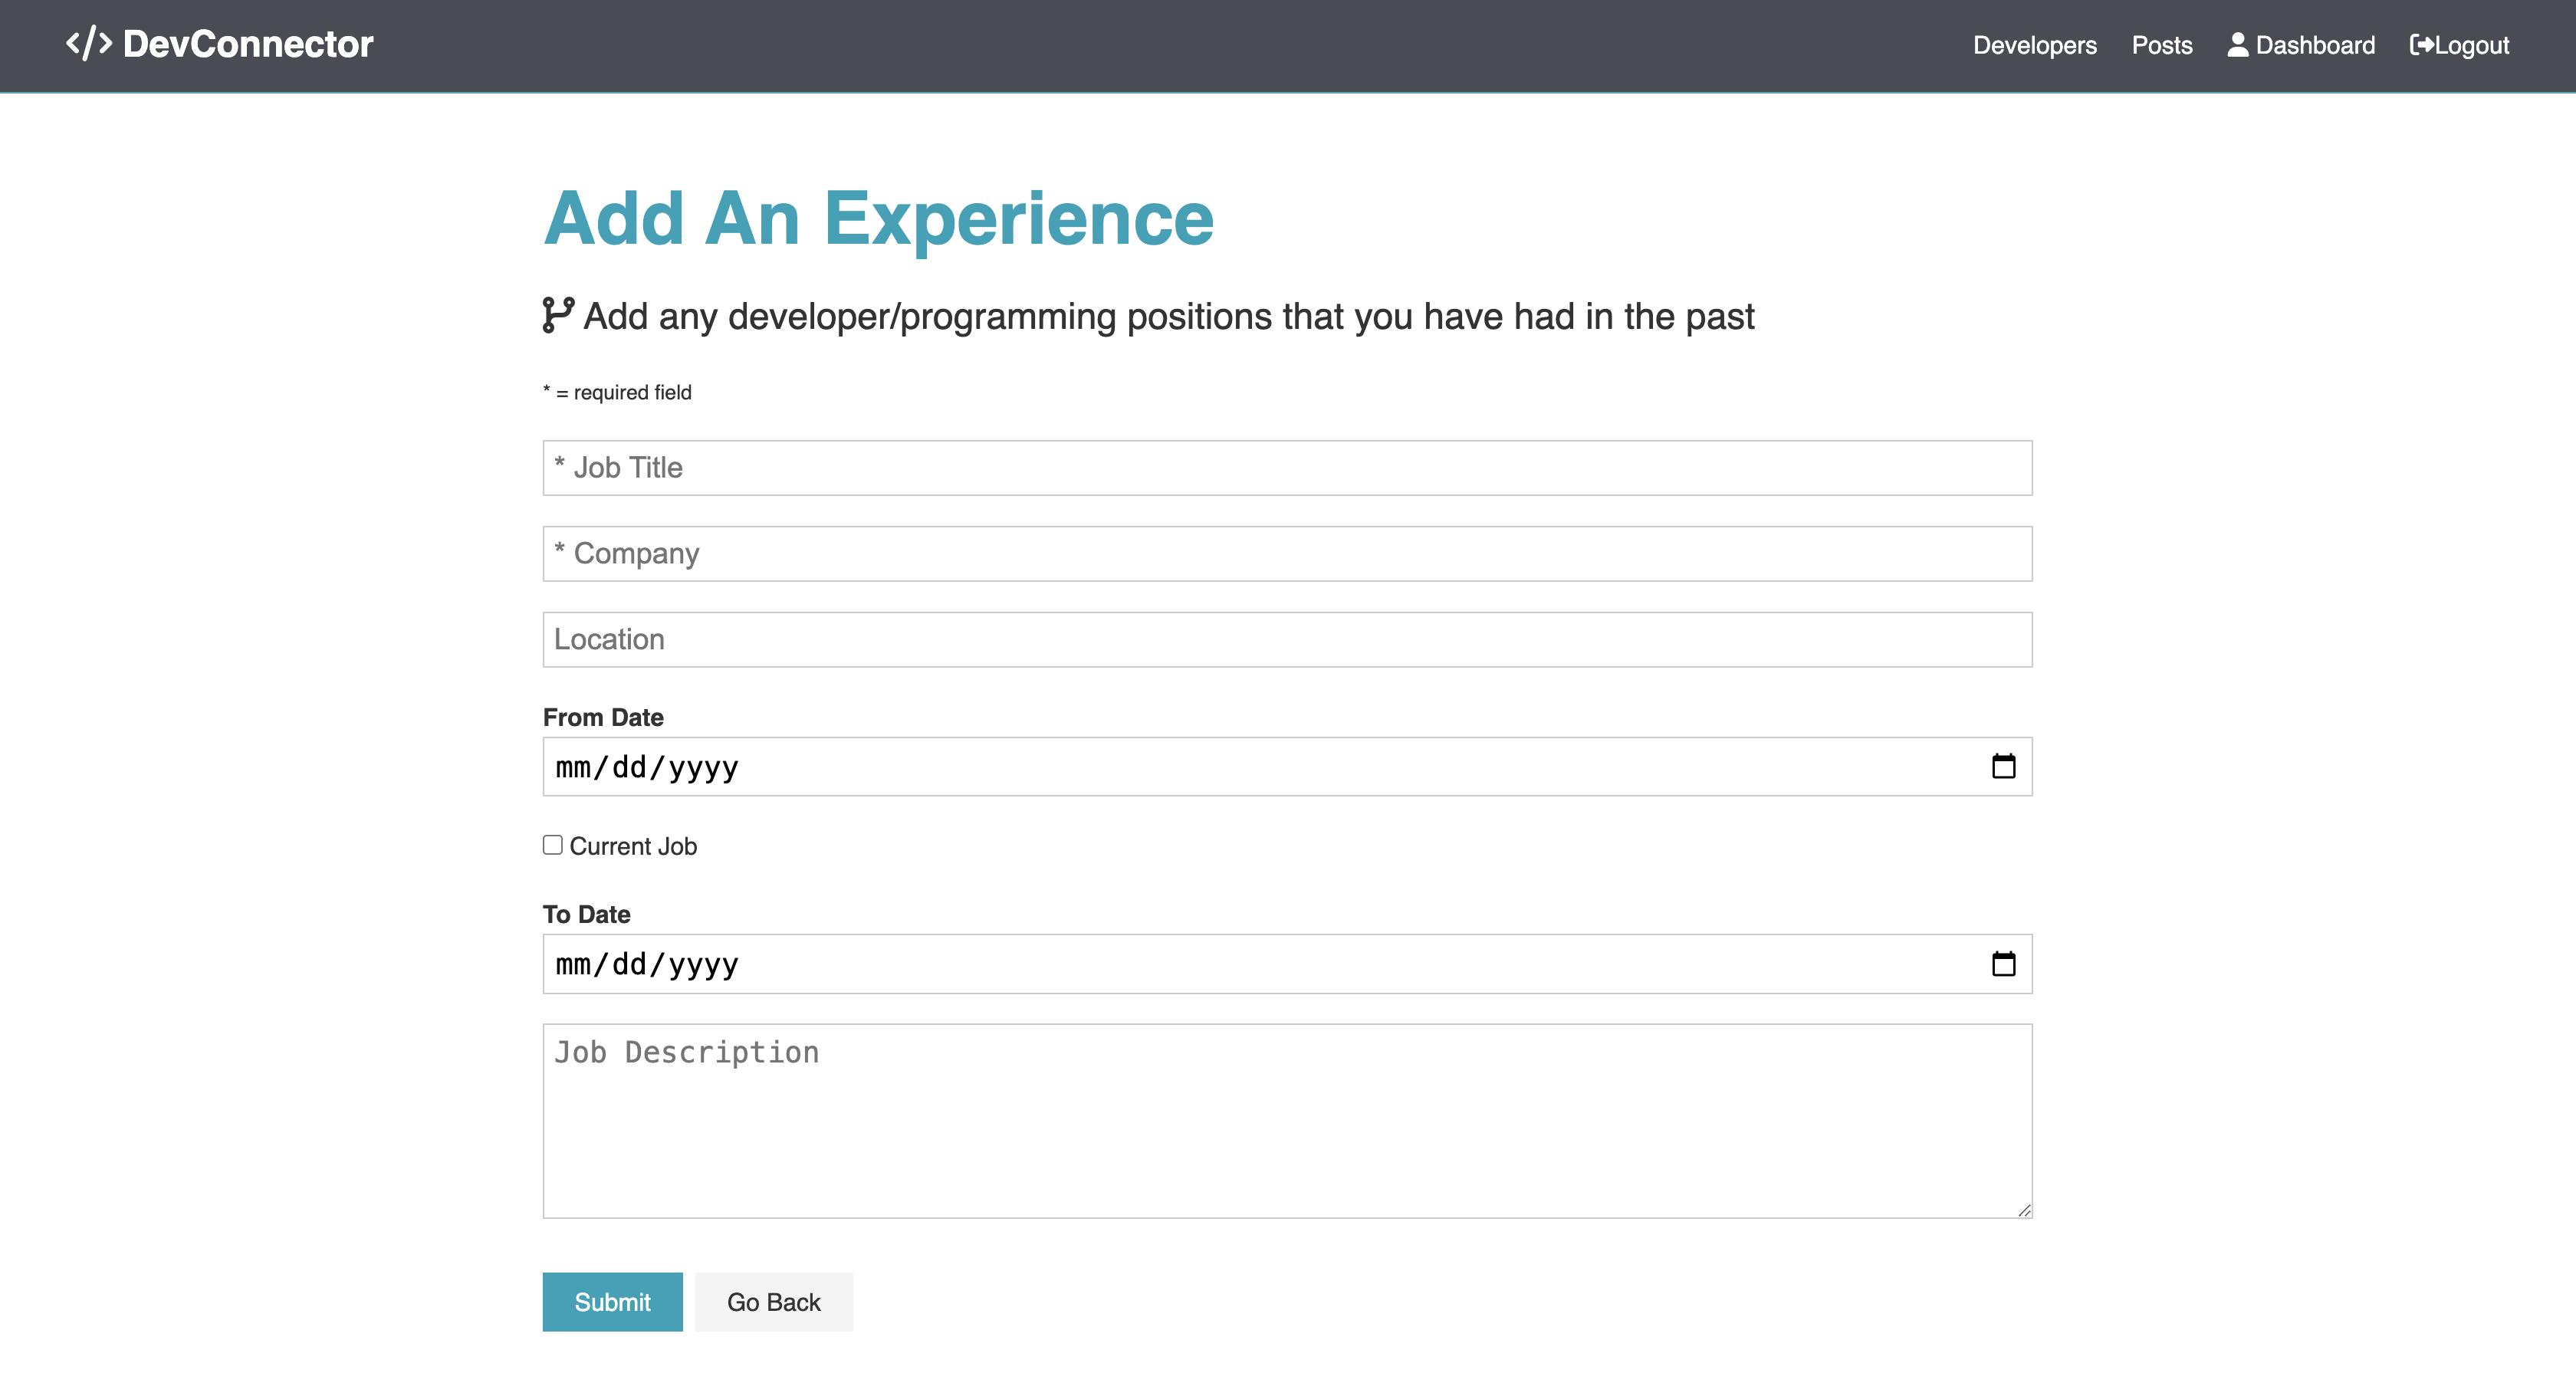 DevConnector
Developers Posts Dashboard Logout
Add An Experience
Add any developer/programming positions that you have had in the past
* = required field
* Job Title
* Company
Location
From Date
mm/dd/yyyy
Current Job
To Date
mm/dd/yyyy
Job Description
Submit Go Back